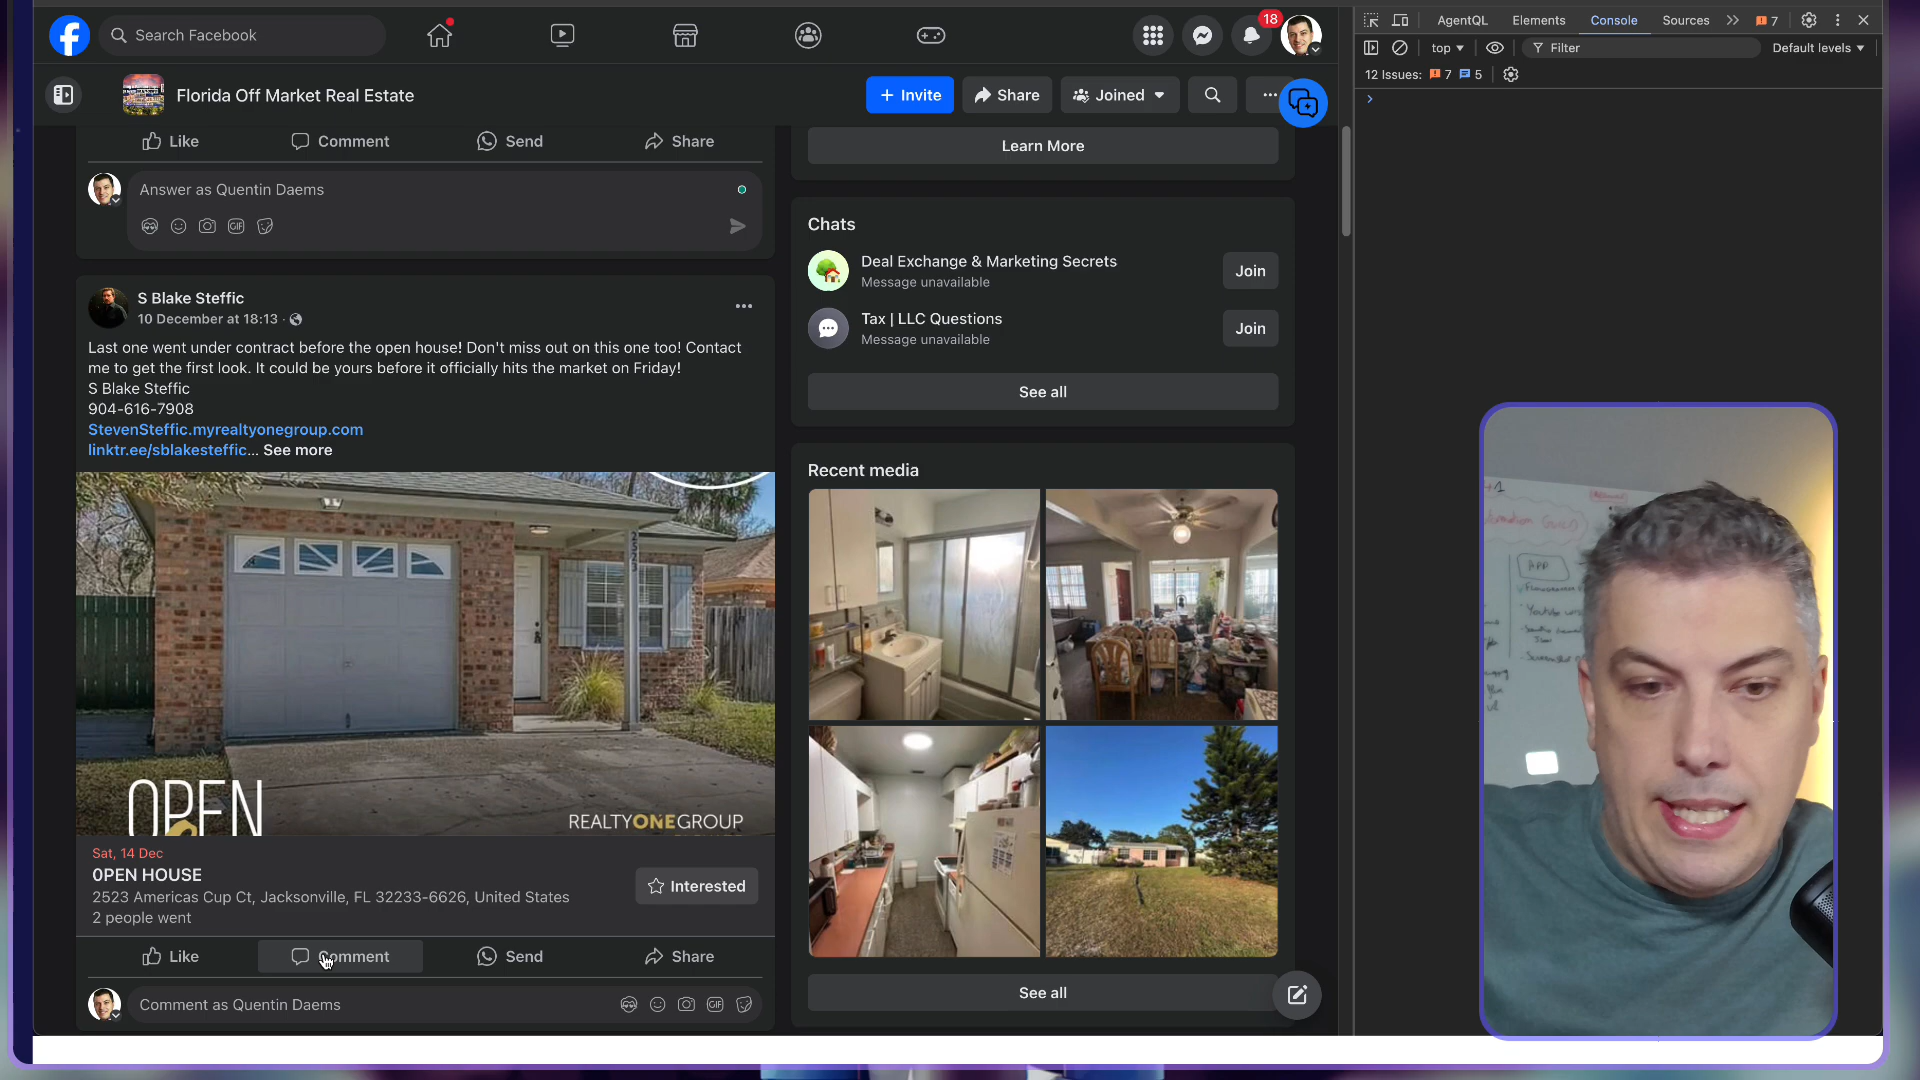 Search Facebook
18
Florida Off Market Real Estate
+ Invite
Share
Joined
Like
Comment
Send
Share
Answer as Quentin Daems
GIF
S Blake Steffic
10 December at 18:13 ·
Last one went under contract before the open house! Don't miss out on this one too! Contact
me to get the first look. It could be yours before it officially hits the market on Friday!
S Blake Steffic
904-616-7908
StevenSteffic.myrealtyonegroup.com
linktr.ee/sblakesteffic... See more
2523
OPEN
REALTYONEGROUP
Sat, 14 Dec
OPEN HOUSE
2523 Americas Cup Ct, Jacksonville, FL 32233-6626, United States
2 people went
Interested
Like
Comment
Send
Share
Comment as Quentin Daems
GIF
Learn More
Chats
Deal Exchange & Marketing Secrets
Message unavailable
Join
Tax | LLC Questions
Message unavailable
Join
See all
Recent media
See all
AgentQL
Elements
Console
Sources
7
top
Filter
Default levels
12 Issues: 7 5
APP